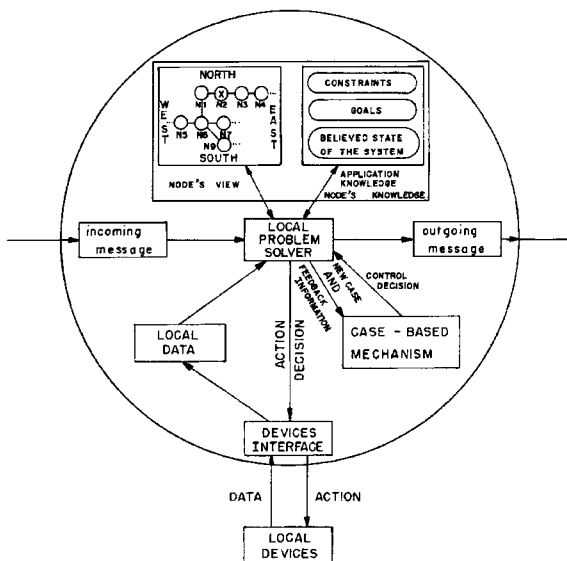 NORTH
N1 N2 N3 N4
X
WEST
EAST
N5 N6 N7
N9
SOUTH
NODE'S VIEW
CONSTRAINTS
GOALS
BELIEVED STATE
OF THE SYSTEM
APPLICATION
KNOWLEDGE
NODE'S KNOWLEDGE
incoming
message
LOCAL
PROBLEM
SOLVER
outgoing
message
NEW CASE
AND
FEEDBACK
INFORMATION
CONTROL
DECISION
LOCAL
DATA
ACTION
DECISION
CASE - BASED
MECHANISM
DEVICES
INTERFACE
DATA
ACTION
LOCAL
DEVICES